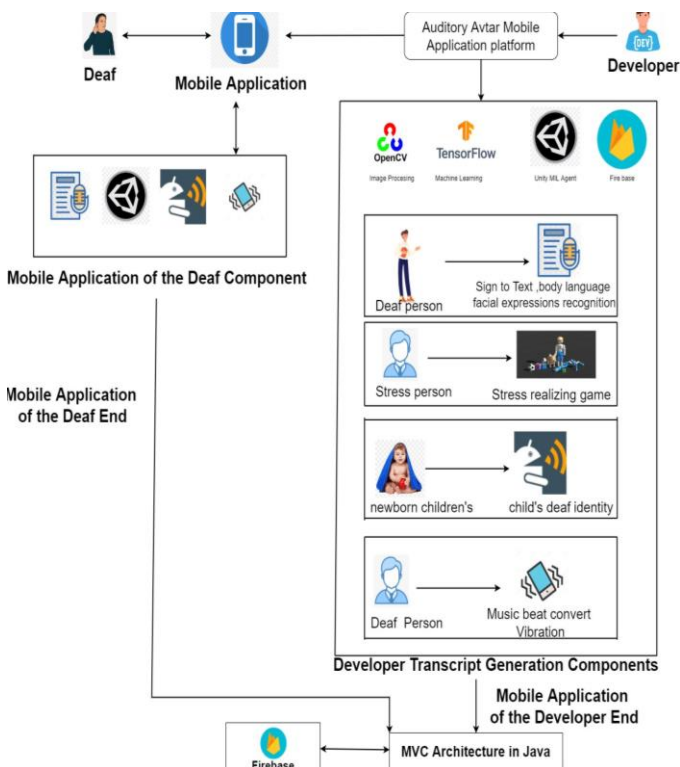 Auditory Avtar Mobile
Application platform
{DEV}
Deaf
Mobile Application
Developer
OpenCV
TensorFlow
Image Procesing
Machine Learning
Unity MIL Agent
Fire base
Mobile Application of the Deaf Component
Deaf person
Sign to Text ,body language
facial expressions recognition
Stress person
Stress realizing game
Mobile Application
of the Deaf End
newborn children's
child's deaf identity
Deaf Person
Music beat convert
Vibration
Developer Transcript Generation Components
Mobile Application
of the Developer End
Firebase
MVC Architecture in Java